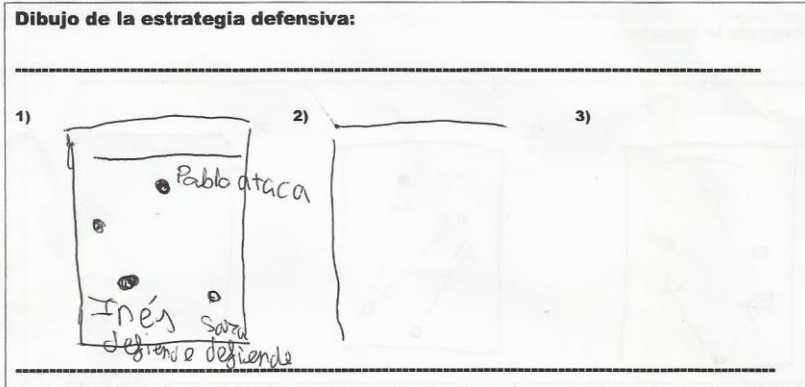 Dibujo de la estrategia defensiva:
1)
2)
3)
Pablo ataca
Inés
Sara
defiende defiende